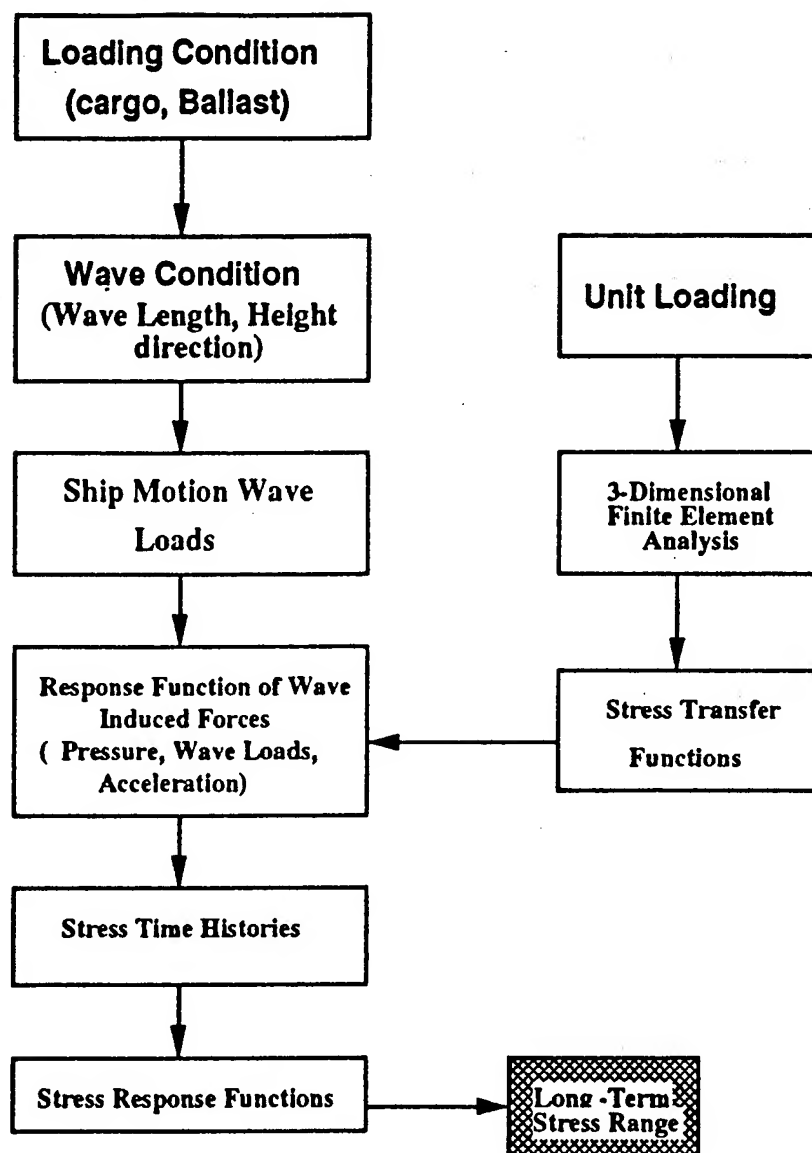 Loading Condition
(cargo, Ballast)
Wave Condition
(Wave Length, Height
direction)
Unit Loading
Ship Motion Wave
Loads
3-Dimensional
Finite Element
Analysis
Response Function of Wave
Induced Forces
( Pressure, Wave Loads,
Acceleration)
Stress Transfer
Functions
Stress Time Histories
Stress Response Functions
Long -Term
Stress Range